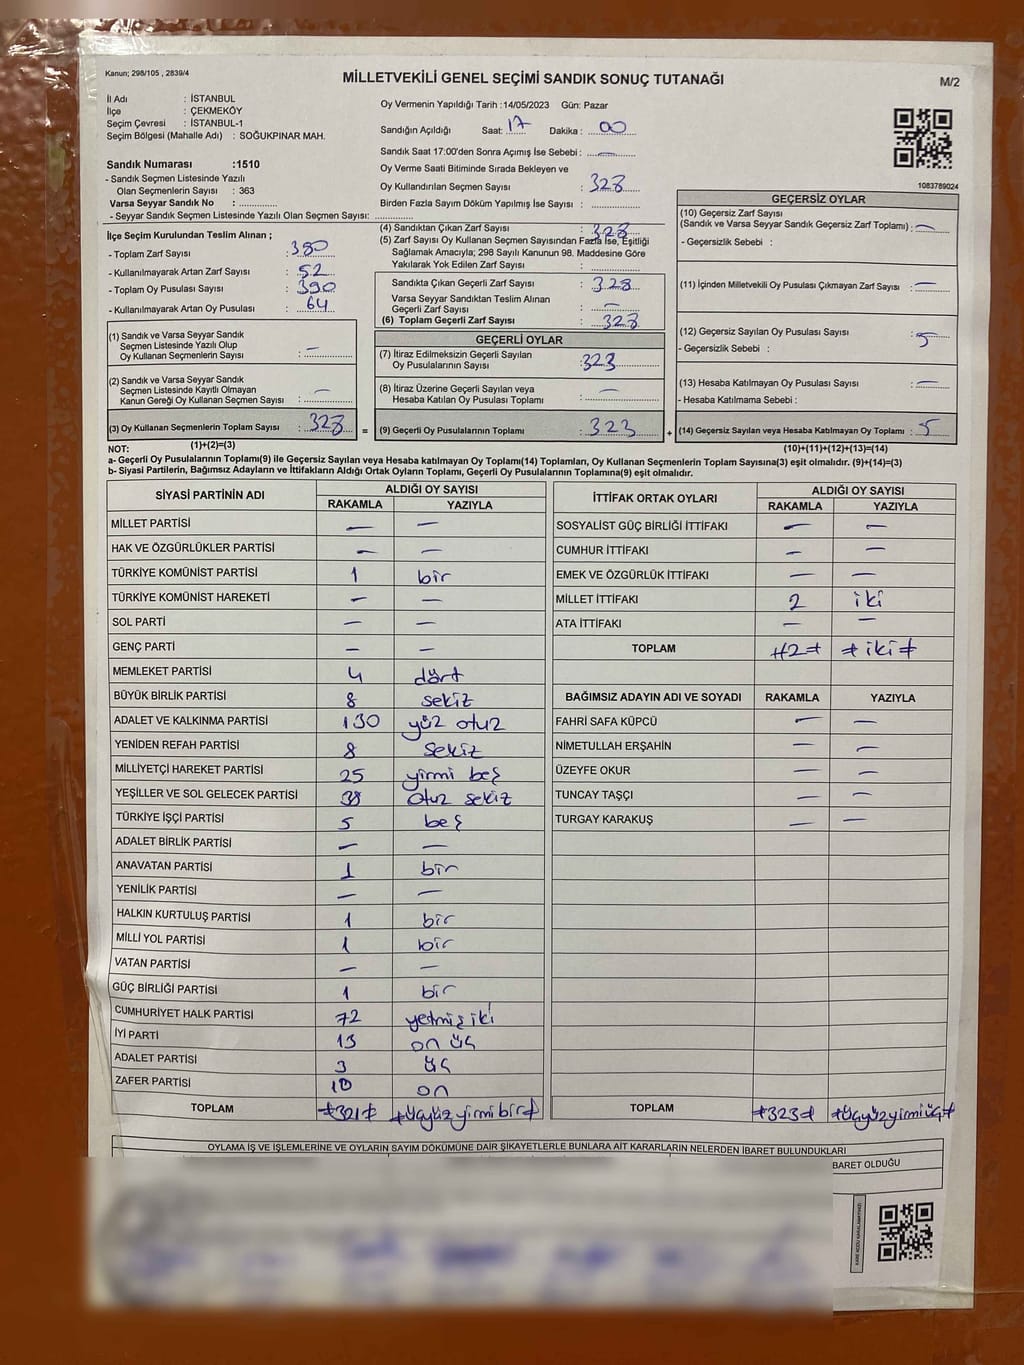 Kanun; 298/105 , 2839/4
MİLLETVEKİLİ GENEL SEÇİMİ SANDIK SONUÇ TUTANAĞI
M/2
İl Adı : İSTANBUL
İlçe : ÇEKMEKÖY
Seçim Çevresi : İSTANBUL-1
Seçim Bölgesi (Mahalle Adı) : SOĞUKPINAR MAH.
Sandık Numarası :1510
- Sandık Seçmen Listesinde Yazılı
Olan Seçmenlerin Sayısı : 363
Varsa Seyyar Sandık No :
- Seyyar Sandık Seçmen Listesinde Yazılı Olan Seçmen Sayısı:
Oy Vermenin Yapıldığı Tarih :14/05/2023 Gün: Pazar
Sandığın Açıldığı Saat: 17 Dakika : 00
Sandık Saat 17:00'den Sonra Açımış İse Sebebi : —
Oy Verme Saati Bitiminde Sırada Bekleyen ve
Oy Kullandırılan Seçmen Sayısı : 328
Birden Fazla Sayım Döküm Yapılmış İse Sayısı :
1083789024
İlçe Seçim Kurulundan Teslim Alınan ;
- Toplam Zarf Sayısı : 380
- Kullanılmayarak Artan Zarf Sayısı : 52
- Toplam Oy Pusulası Sayısı : 390
- Kullanılmayarak Artan Oy Pusulası : 64
(1) Sandık ve Varsa Seyyar Sandık
Seçmen Listesinde Yazılı Olup
Oy Kullanan Seçmenlerin Sayısı : —
(2) Sandık ve Varsa Seyyar Sandık
Seçmen Listesinde Kayıtlı Olmayan
Kanun Gereği Oy Kullanan Seçmen Sayısı : —
(3) Oy Kullanan Seçmenlerin Toplam Sayısı : 328
(4) Sandıktan Çıkan Zarf Sayısı : 328
(5) Zarf Sayısı Oy Kullanan Seçmen Sayısından Fazla İse, Eşitliği
Sağlamak Amacıyla; 298 Sayılı Kanunun 98. Maddesine Göre
Yakılarak Yok Edilen Zarf Sayısı :
Sandıkta Çıkan Geçerli Zarf Sayısı : 328
Varsa Seyyar Sandıktan Teslim Alınan
Geçerli Zarf Sayısı : —
(6) Toplam Geçerli Zarf Sayısı : 328
GEÇERLİ OYLAR
(7) İtiraz Edilmeksizin Geçerli Sayılan
Oy Pusulalarının Sayısı : 323
(8) İtiraz Üzerine Geçerli Sayılan veya
Hesaba Katılan Oy Pusulası Toplamı : —
= (9) Geçerli Oy Pusulalarının Toplamı : 323
GEÇERSİZ OYLAR
(10) Geçersiz Zarf Sayısı
(Sandık ve Varsa Seyyar Sandık Geçersiz Zarf Toplamı) : —
- Geçersizlik Sebebi :
(11) İçinden Milletvekili Oy Pusulası Çıkmayan Zarf Sayısı : —
(12) Geçersiz Sayılan Oy Pusulası Sayısı : 5
- Geçersizlik Sebebi :
(13) Hesaba Katılmayan Oy Pusulası Sayısı : —
- Hesaba Katılmama Sebebi :
+ (14) Geçersiz Sayılan veya Hesaba Katılmayan Oy Toplamı : 5
NOT: (1)+(2)=(3)
(10)+(11)+(12)+(13)=(14)
a- Geçerli Oy Pusulalarının Toplamı(9) ile Geçersiz Sayılan veya Hesaba katılmayan Oy Toplamı(14) Toplamları, Oy Kullanan Seçmenlerin Toplam Sayısına(3) eşit olmalıdır. (9)+(14)=(3)
b- Siyasi Partilerin, Bağımsız Adayların ve İttifakların Aldığı Ortak Oyların Toplamı, Geçerli Oy Pusulalarının Toplamına(9) eşit olmalıdır.
SİYASİ PARTİNİN ADI ALDIĞI OY SAYISI
RAKAMLA YAZIYLA
MİLLET PARTİSİ — —
HAK VE ÖZGÜRLÜKLER PARTİSİ — —
TÜRKİYE KOMÜNİST PARTİSİ 1 bir
TÜRKİYE KOMÜNİST HAREKETİ — —
SOL PARTİ — —
GENÇ PARTİ — —
MEMLEKET PARTİSİ 4 dört
BÜYÜK BİRLİK PARTİSİ 8 sekiz
ADALET VE KALKINMA PARTİSİ 130 yüz otuz
YENİDEN REFAH PARTİSİ 8 sekiz
MİLLİYETÇİ HAREKET PARTİSİ 25 yirmi beş
YEŞİLLER VE SOL GELECEK PARTİSİ 38 otuz sekiz
TÜRKİYE İŞÇİ PARTİSİ 5 beş
ADALET BİRLİK PARTİSİ — —
ANAVATAN PARTİSİ 1 bir
YENİLİK PARTİSİ — —
HALKIN KURTULUŞ PARTİSİ 1 bir
MİLLİ YOL PARTİSİ 1 bir
VATAN PARTİSİ — —
GÜÇ BİRLİĞİ PARTİSİ 1 bir
CUMHURİYET HALK PARTİSİ 72 yetmiş iki
İYİ PARTİ 13 on üç
ADALET PARTİSİ 3 üç
ZAFER PARTİSİ 10 on
TOPLAM ≠321≠ ≠üçyüzyirmibir≠
İTTİFAK ORTAK OYLARI ALDIĞI OY SAYISI
RAKAMLA YAZIYLA
SOSYALİST GÜÇ BİRLİĞİ İTTİFAKI — —
CUMHUR İTTİFAKI — —
EMEK VE ÖZGÜRLÜK İTTİFAKI — —
MİLLET İTTİFAKI 2 iki
ATA İTTİFAKI — —
TOPLAM ≠2≠ ≠iki≠
BAĞIMSIZ ADAYIN ADI VE SOYADI RAKAMLA YAZIYLA
FAHRİ SAFA KÜPCÜ — —
NİMETULLAH ERŞAHİN — —
ÜZEYFE OKUR — —
TUNCAY TAŞÇI — —
TURGAY KARAKUŞ — —
TOPLAM ≠323≠ ≠üçyüzyirmiüç≠
OYLAMA İŞ VE İŞLEMLERİNE VE OYLARIN SAYIM DÖKÜMÜNE DAİR ŞİKAYETLERLE BUNLARA AİT KARARLARIN NELERDEN İBARET BULUNDUKLARI
BARET OLDUĞU